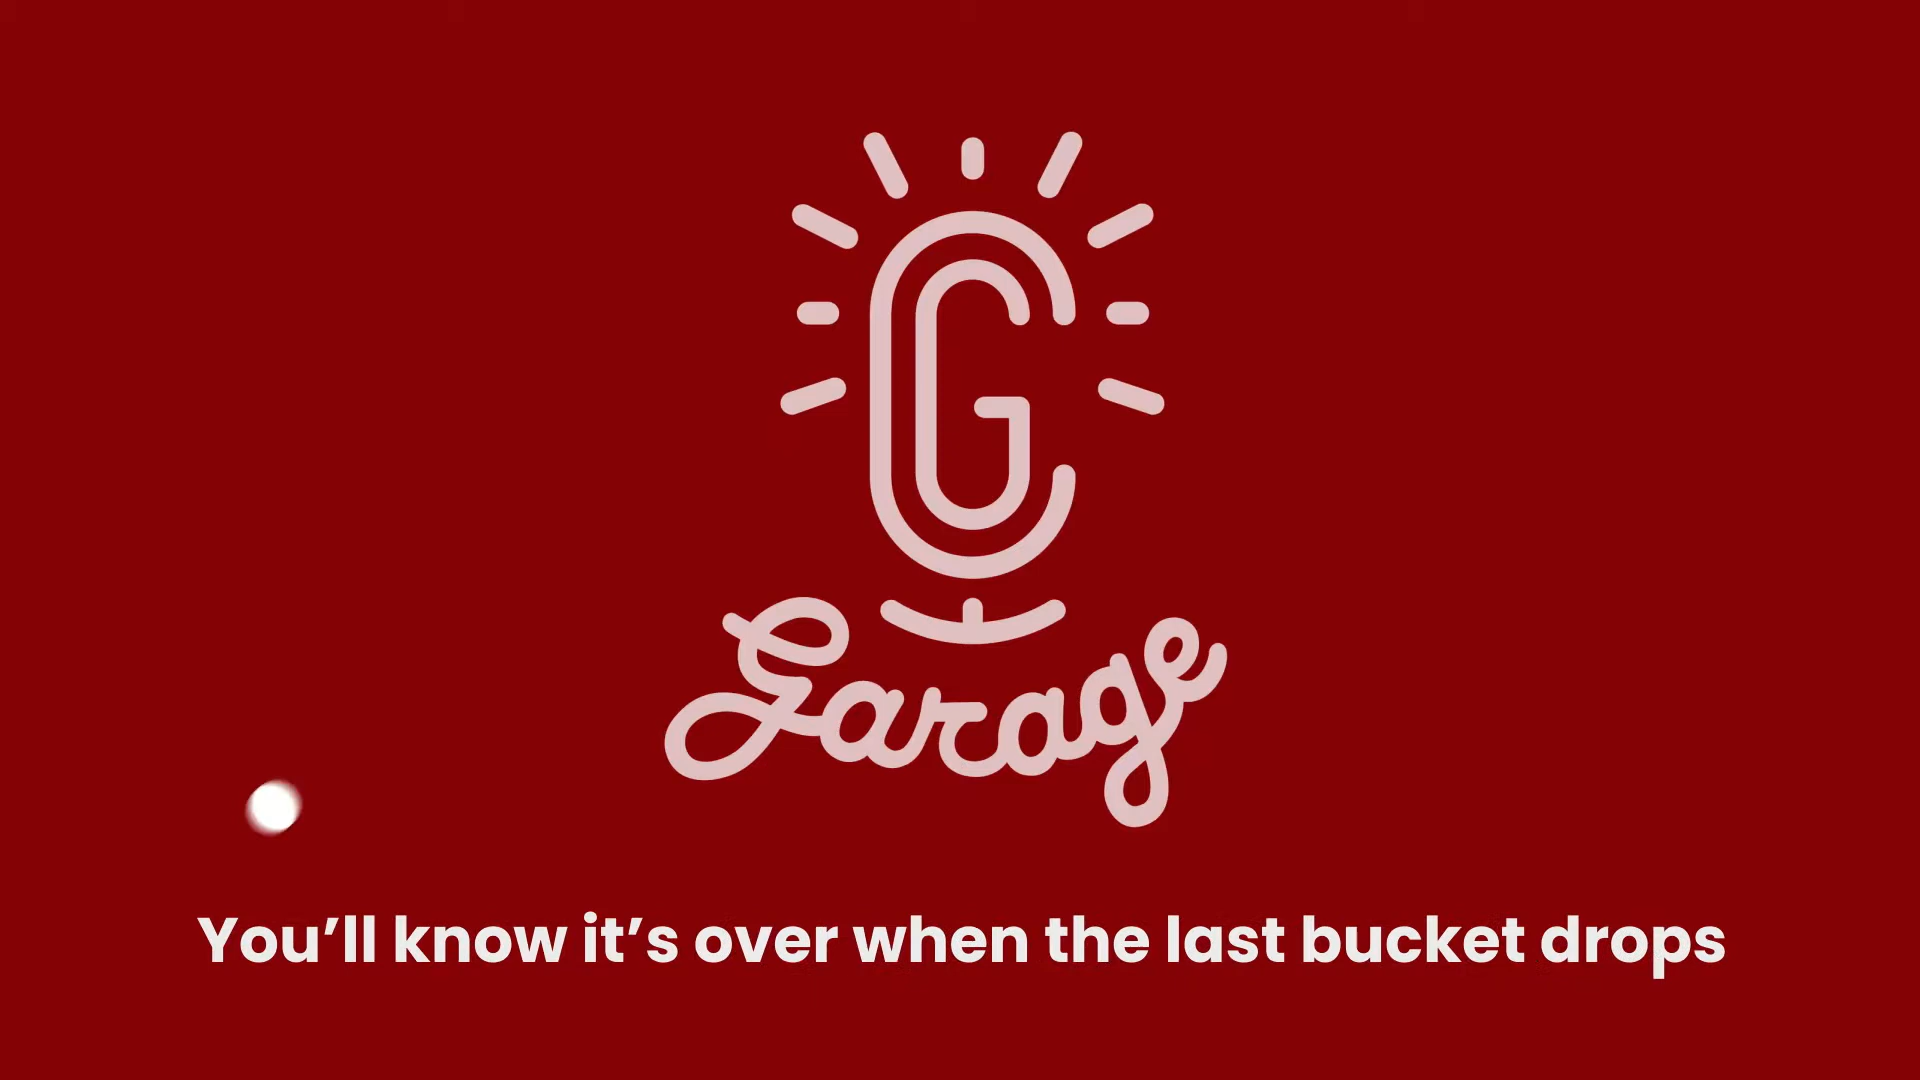 G
Garage
You’ll know it’s over when the last bucket drops